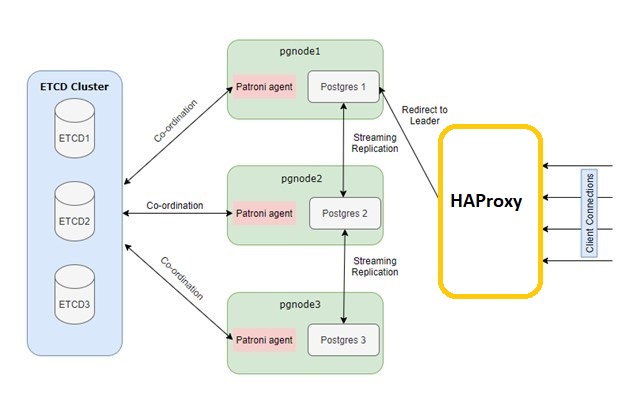 ETCD Cluster
ETCD1
ETCD2
ETCD3
Co-ordination
Co-ordination
Co-ordination
pgnode1
Patroni agent
Postgres 1
Streaming
Replication
pgnode2
Patroni agent
Postgres 2
Streaming
Replication
pgnode3
Patroni agent
Postgres 3
Redirect to
Leader
HAProxy
Client Connections